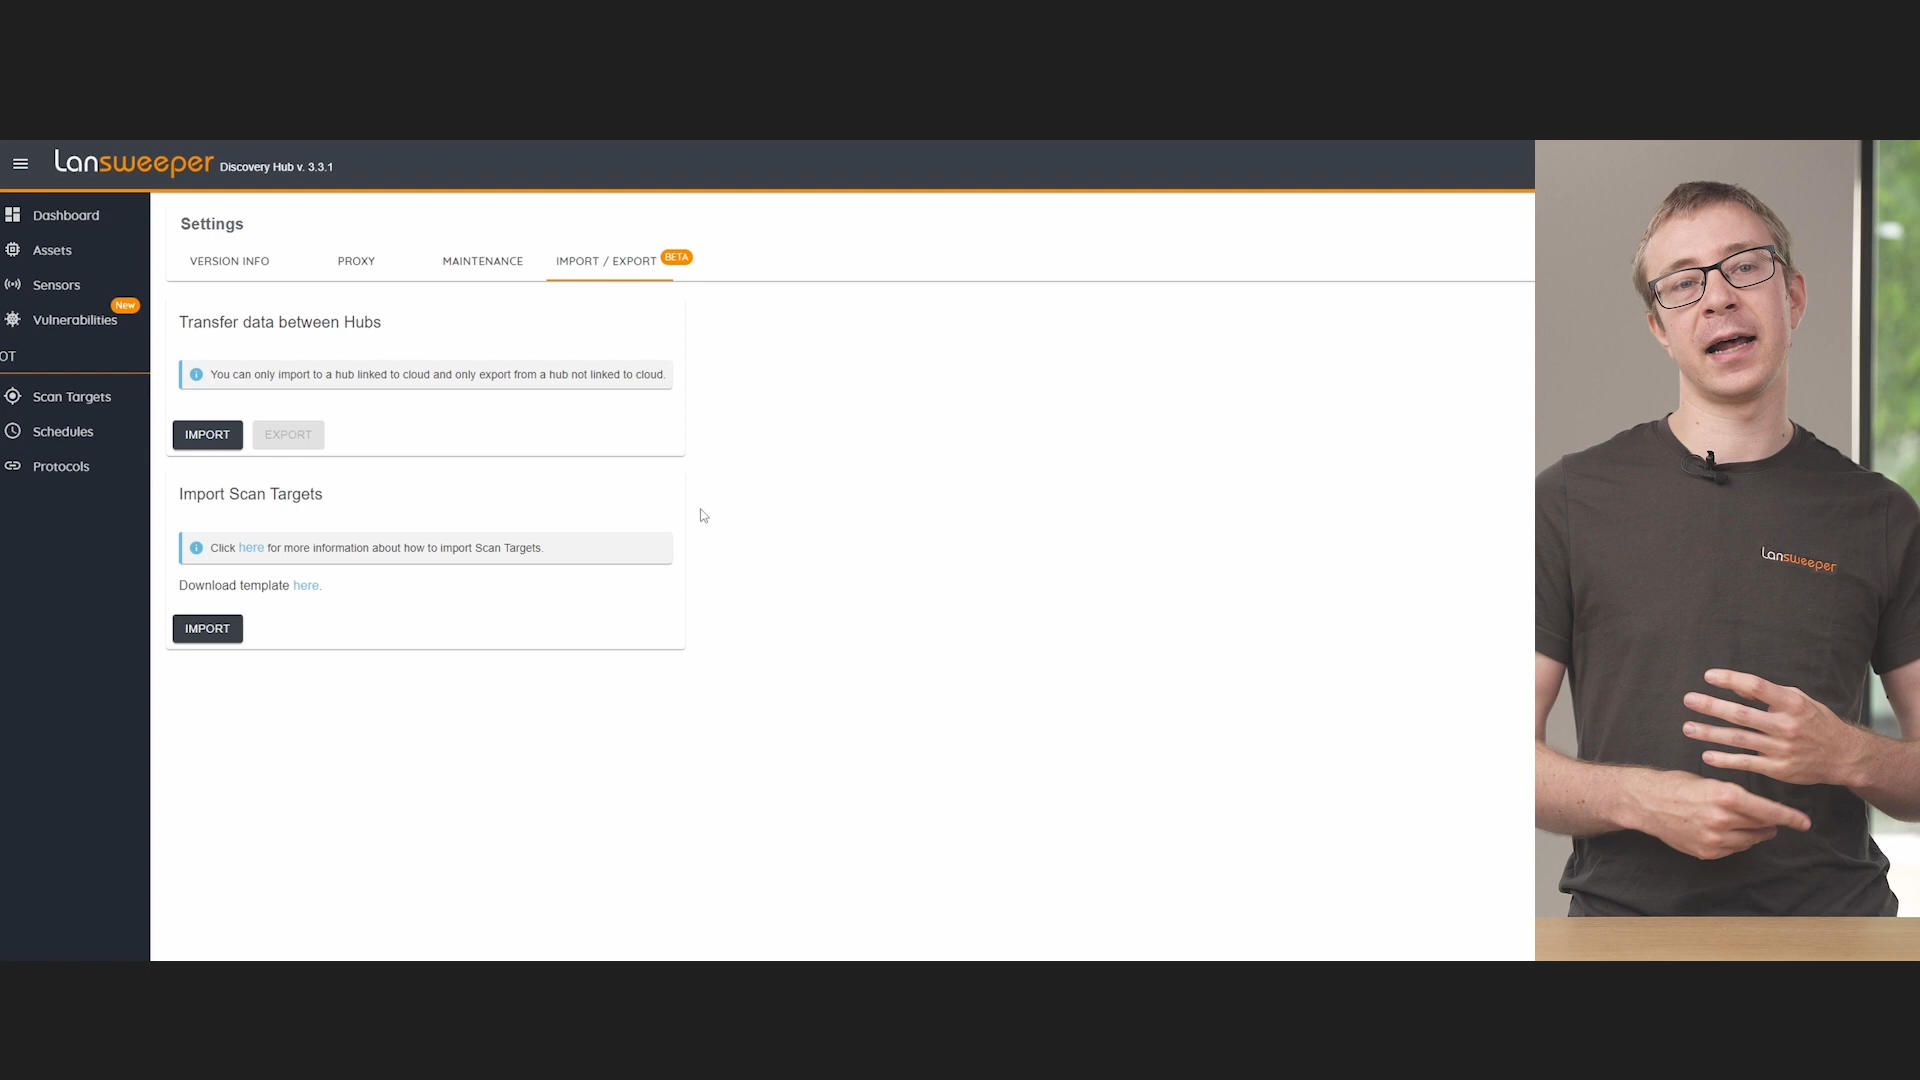 Lansweeper Discovery Hub v. 3.3.1
Dashboard
Assets
Sensors
New
Vulnerabilities
OT
Scan Targets
Schedules
Protocols
Settings
VERSION INFO
PROXY
MAINTENANCE
IMPORT / EXPORT BETA
Transfer data between Hubs
You can only import to a hub linked to cloud and only export from a hub not linked to cloud.
IMPORT
EXPORT
Import Scan Targets
Click here for more information about how to import Scan Targets.
Download template here.
IMPORT
Lansweeper